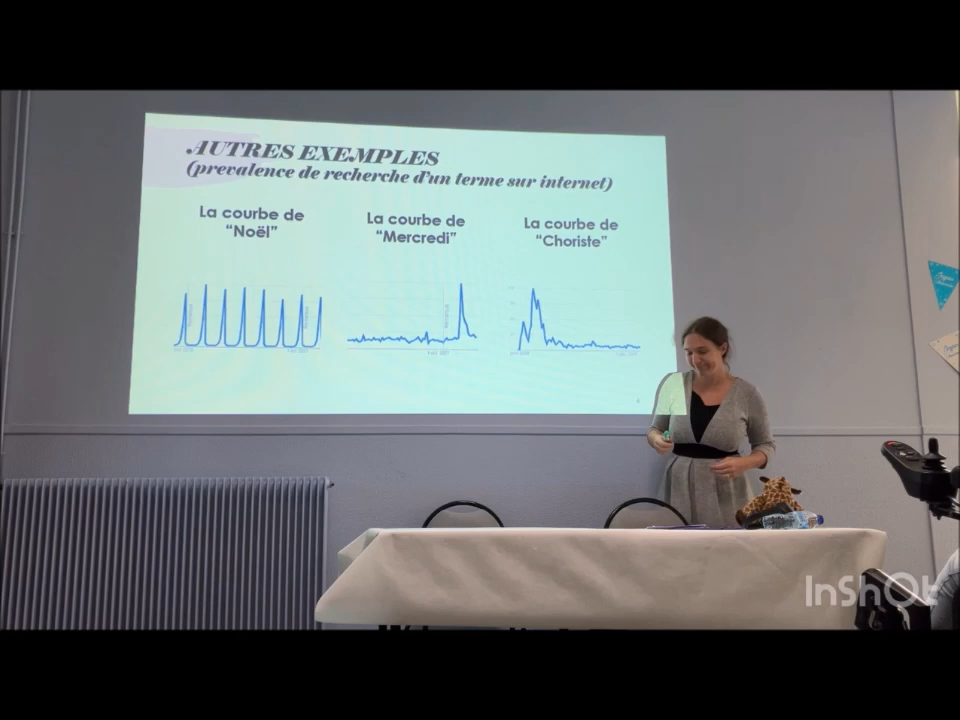 AUTRES EXEMPLES
(prevalence de recherche d'un terme sur internet)
La courbe de
"Noël"
La courbe de
"Mercredi"
La courbe de
"Choriste"
InShOt